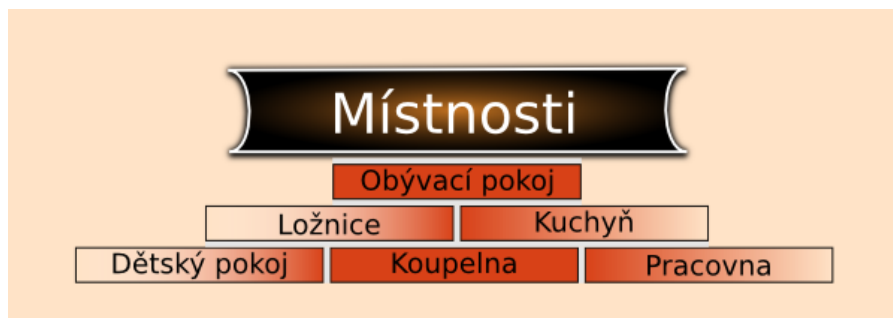 Místnosti
Obývací pokoj
Ložnice Kuchyň
Dětský pokoj Koupelna Pracovna